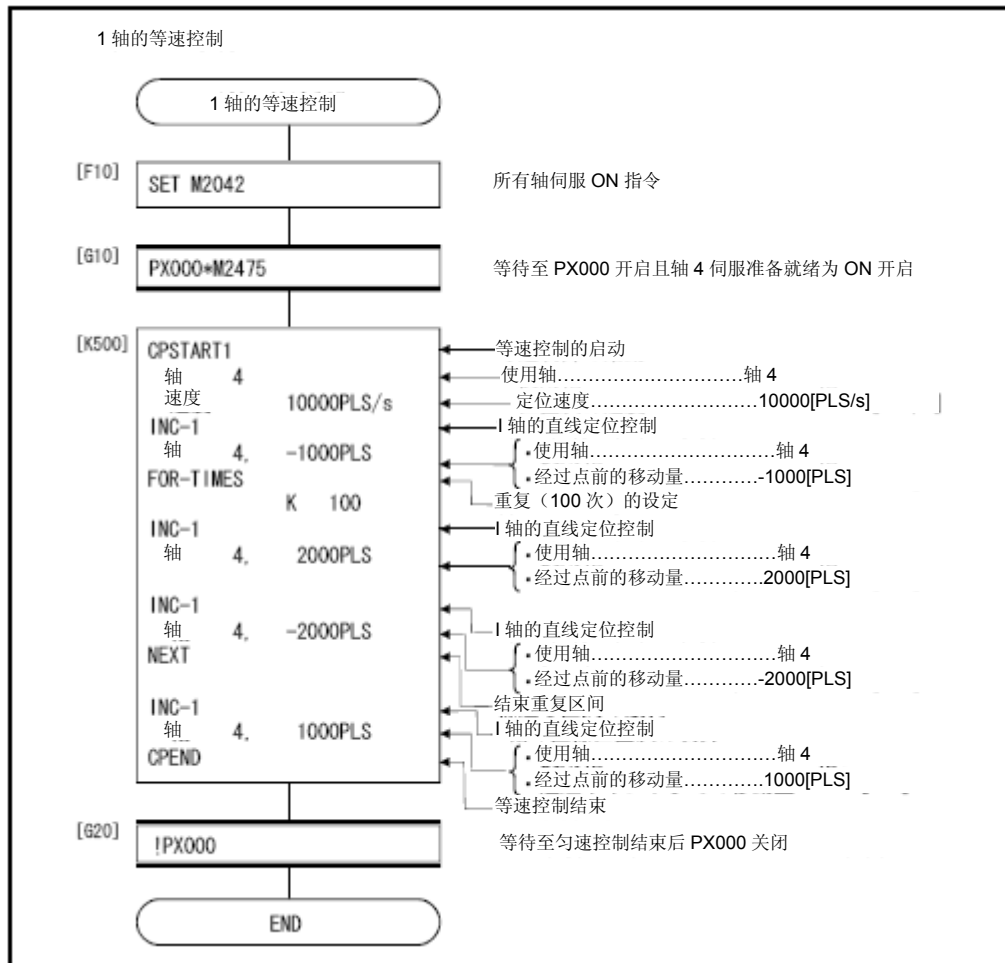 1 轴的等速控制
1 轴的等速控制
[F10]
SET M2042
所有轴伺服 ON 指令
[G10]
PX000*M2475
等待至 PX000 开启且轴 4 伺服准备就绪为 ON 开启
[K500]
CPSTART1
等速控制的启动
轴 4
使用轴…………………………轴 4
速度 10000PLS/s
定位速度………………………10000[PLS/s]
INC-1
I 轴的直线定位控制
轴 4, -1000PLS
使用轴…………………………轴 4
经过点前的移动量…………-1000[PLS]
FOR-TIMES
K 100
重复（100 次）的设定
INC-1
I 轴的直线定位控制
轴 4, 2000PLS
使用轴…………………………轴 4
经过点前的移动量…………2000[PLS]
INC-1
I 轴的直线定位控制
轴 4, -2000PLS
使用轴…………………………轴 4
经过点前的移动量…………-2000[PLS]
NEXT
结束重复区间
INC-1
I 轴的直线定位控制
轴 4, 1000PLS
使用轴…………………………轴 4
经过点前的移动量…………1000[PLS]
CPEND
等速控制结束
[G20]
!PX000
等待至匀速控制结束后 PX000 关闭
END